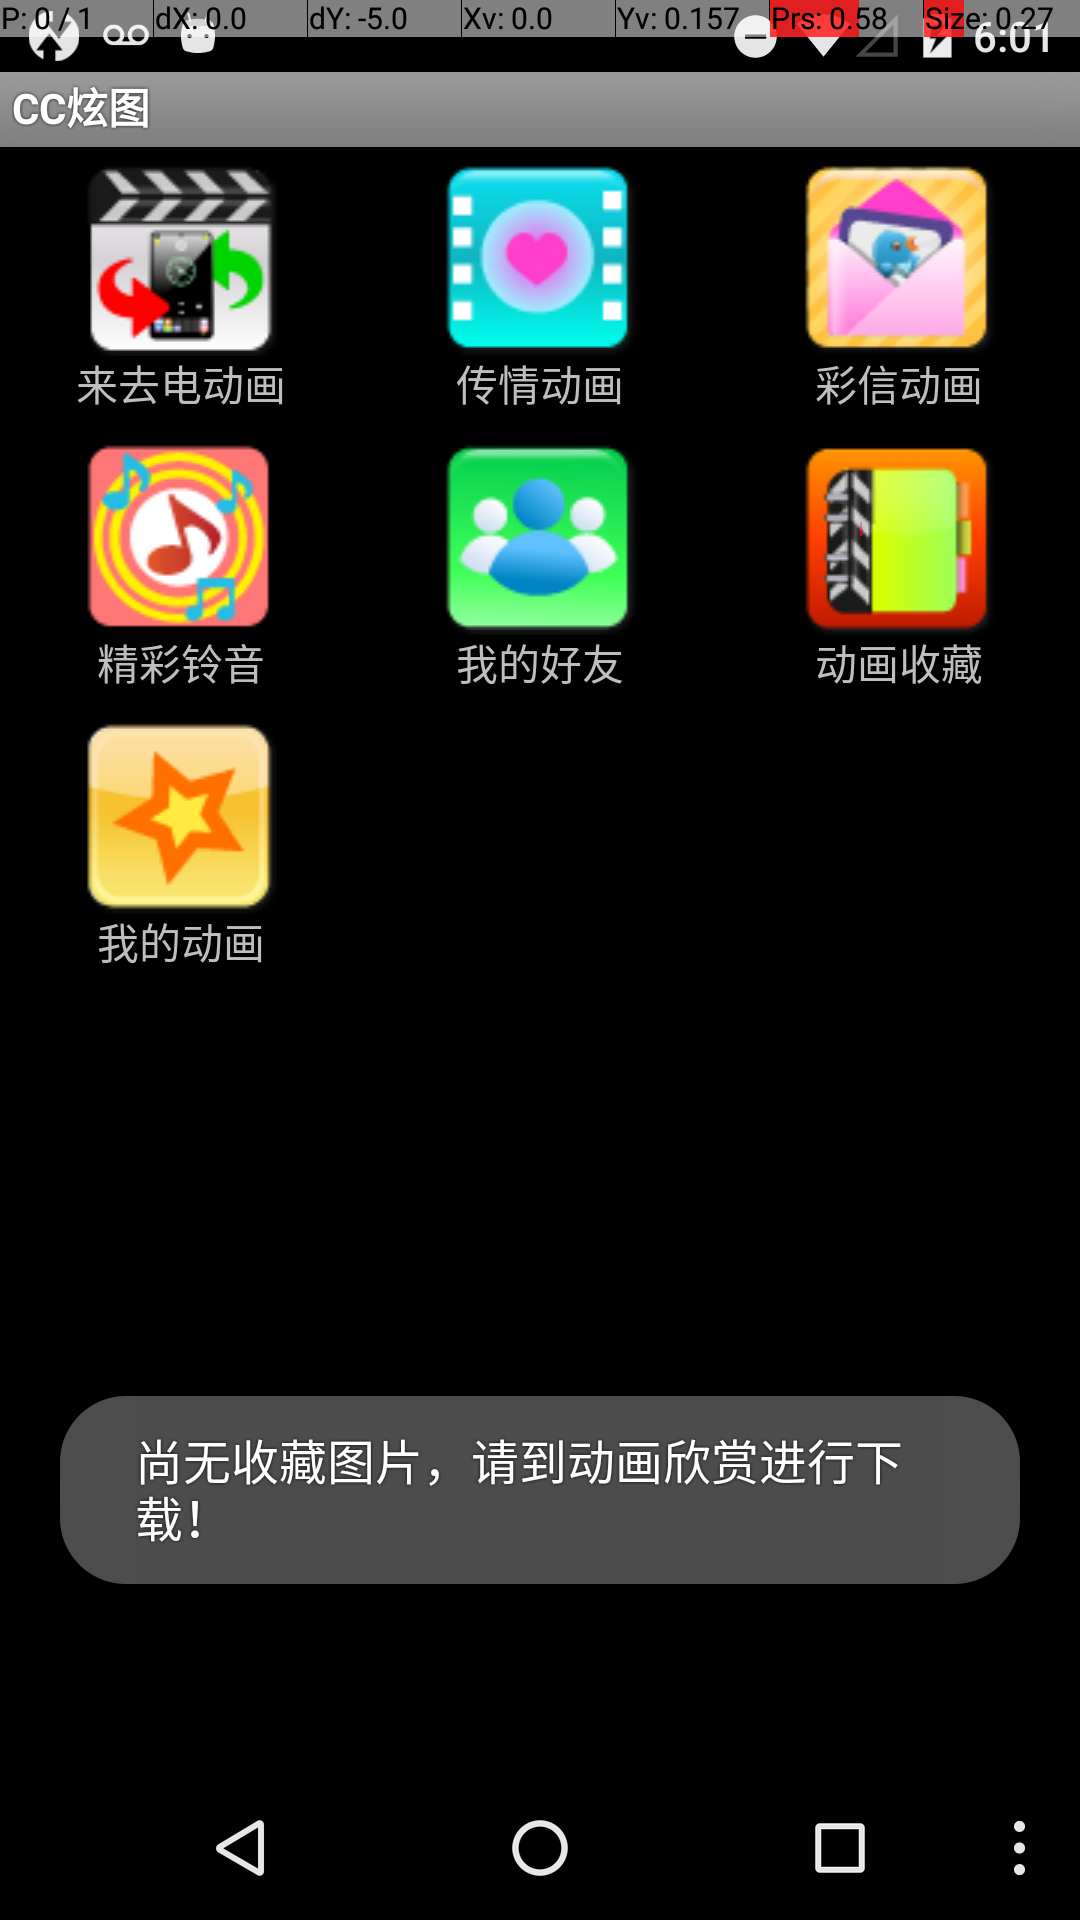 P: 0 / 1 dX: 0.0 dY: -5.0 Xv: 0.0 Yv: 0.157 Prs: 0.58 Size: 0.27
6:01
CC炫图
来去电动画 传情动画 彩信动画
精彩铃音 我的好友 动画收藏
我的动画
尚无收藏图片，请到动画欣赏进行下
载！